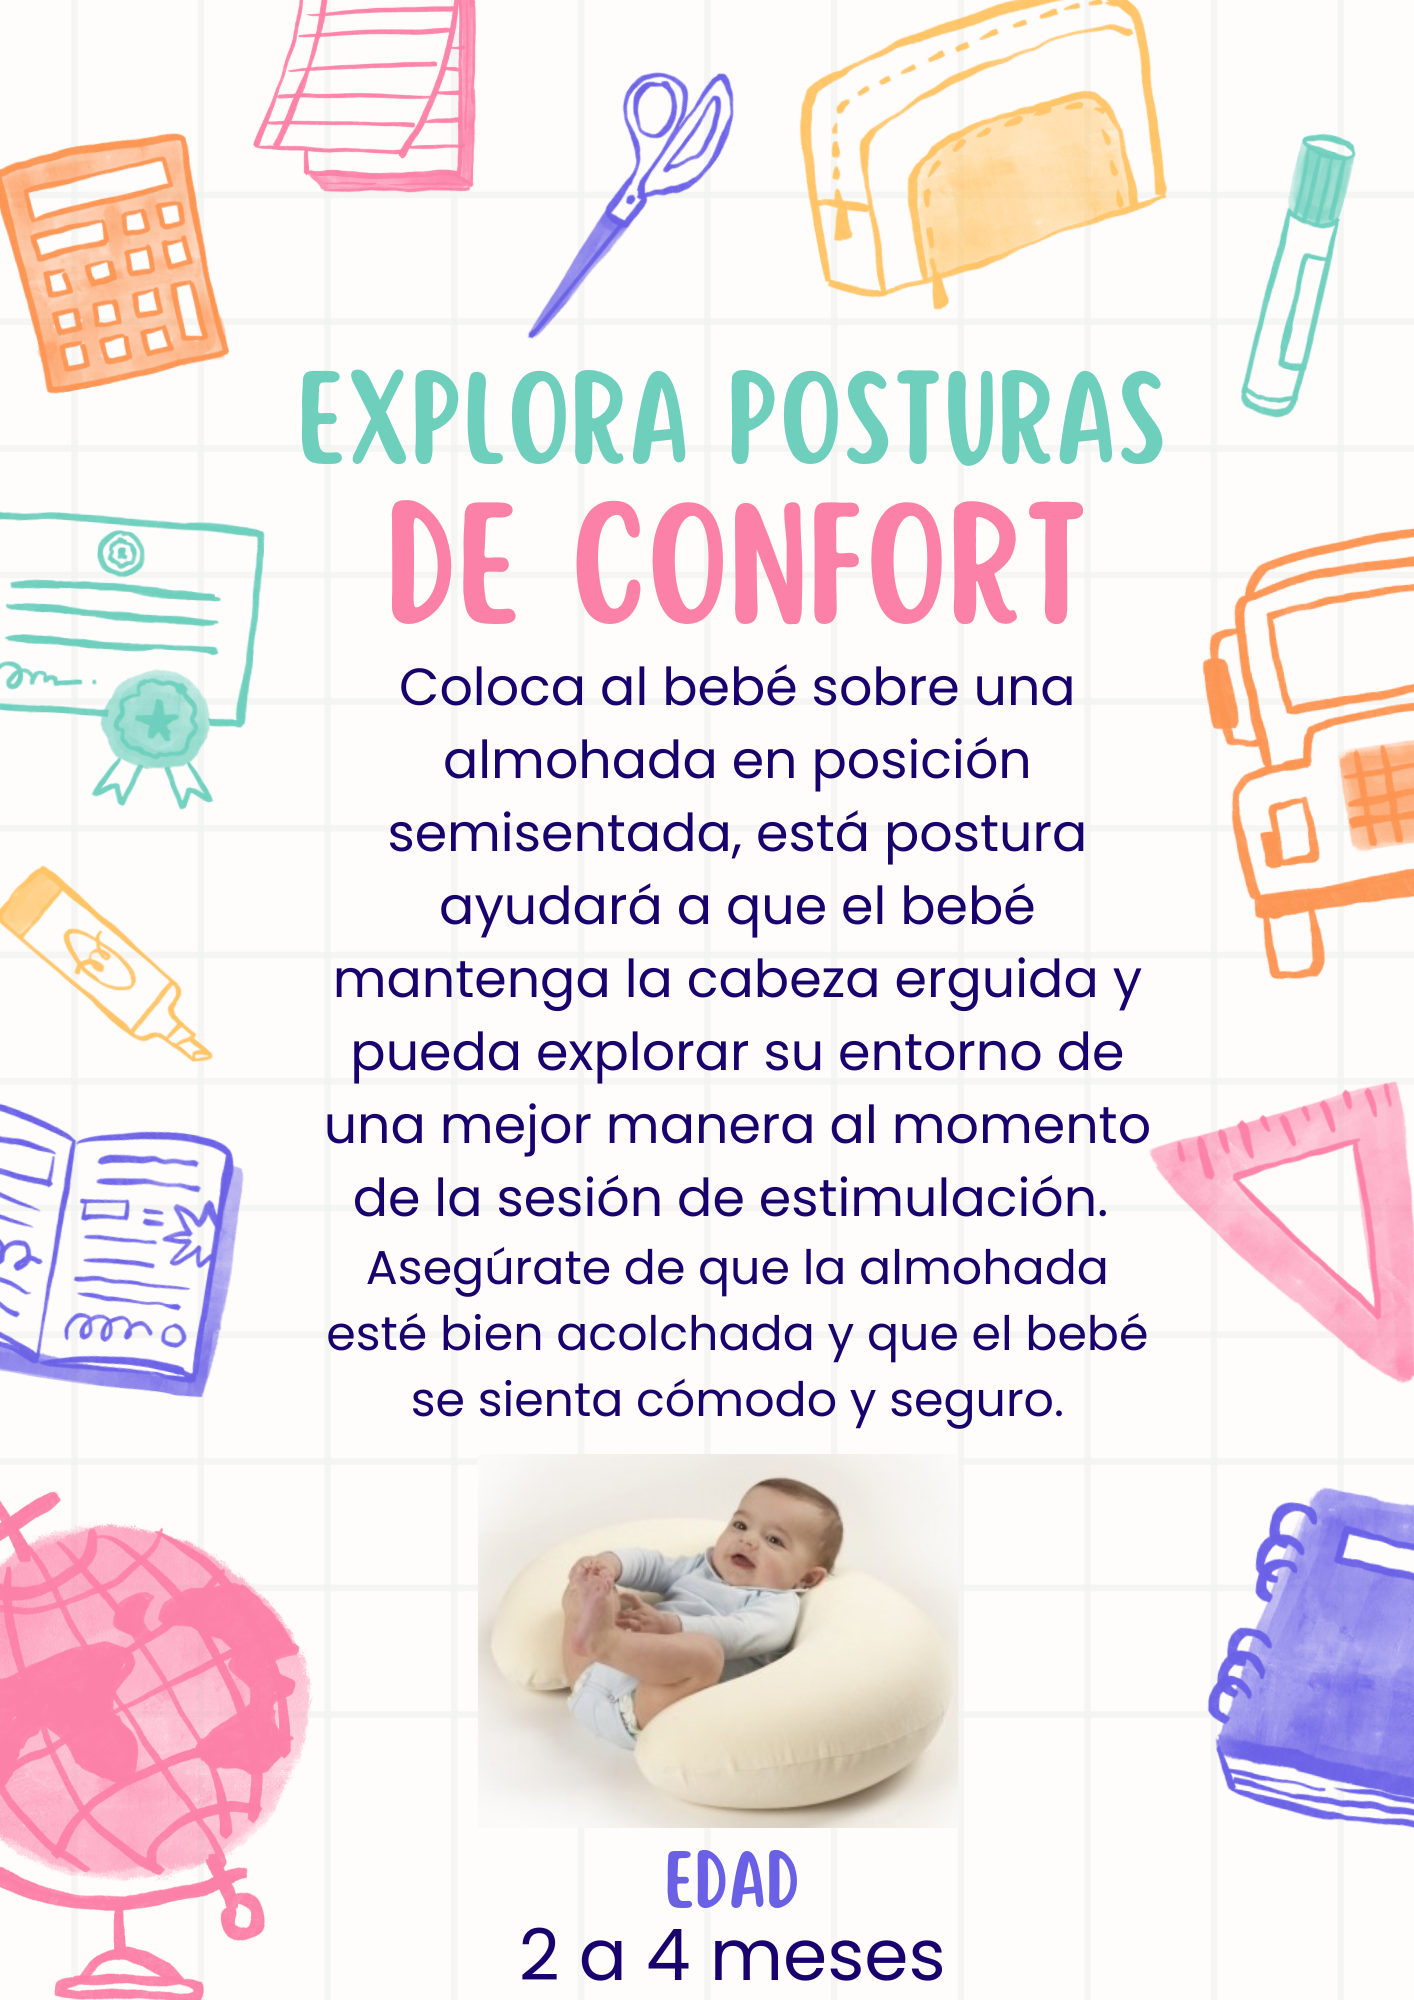 EXPLORA POSTURAS
DE CONFORT
Coloca al bebé sobre una
almohada en posición
semisentada, está postura
ayudará a que el bebé
mantenga la cabeza erguida y
pueda explorar su entorno de
una mejor manera al momento
de la sesión de estimulación.
Asegúrate de que la almohada
esté bien acolchada y que el bebé
se sienta cómodo y seguro.
EDAD
2 a 4 meses